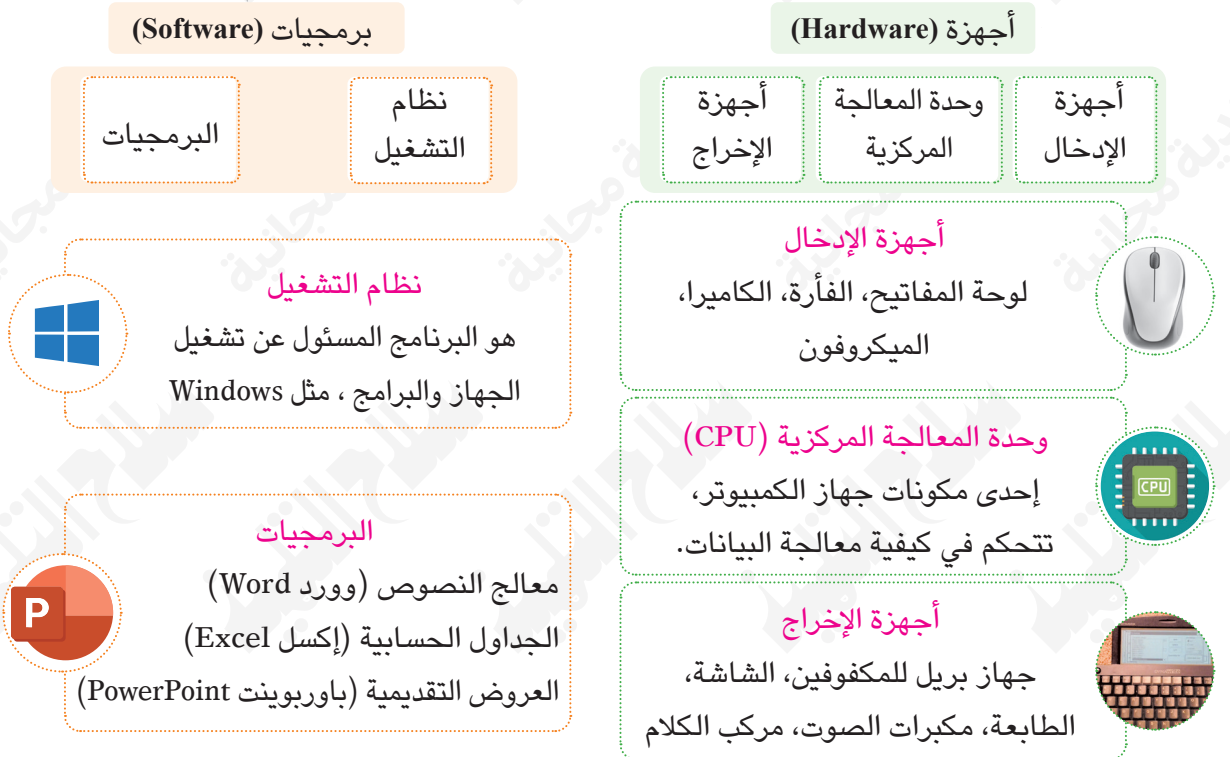 أجهزة (Hardware)
أجهزة
الإدخال
وحدة المعالجة
المركزية
أجهزة
الإخراج
أجهزة الإدخال
لوحة المفاتيح، الفأرة، الكاميرا،
الميكروفون
وحدة المعالجة المركزية (CPU)
إحدى مكونات جهاز الكمبيوتر،
تتحكم في كيفية معالجة البيانات.
CPU
أجهزة الإخراج
جهاز بريل للمكفوفين، الشاشة،
الطابعة، مكبرات الصوت، مركب الكلام
برمجيات (Software)
نظام
التشغيل
البرمجيات
نظام التشغيل
هو البرنامج المسئول عن تشغيل
الجهاز والبرامج ، مثل Windows
البرمجيات
معالج النصوص (وورد Word)
الجداول الحسابية (إكسل Excel)
العروض التقديمية (باوربوينت PowerPoint)
P